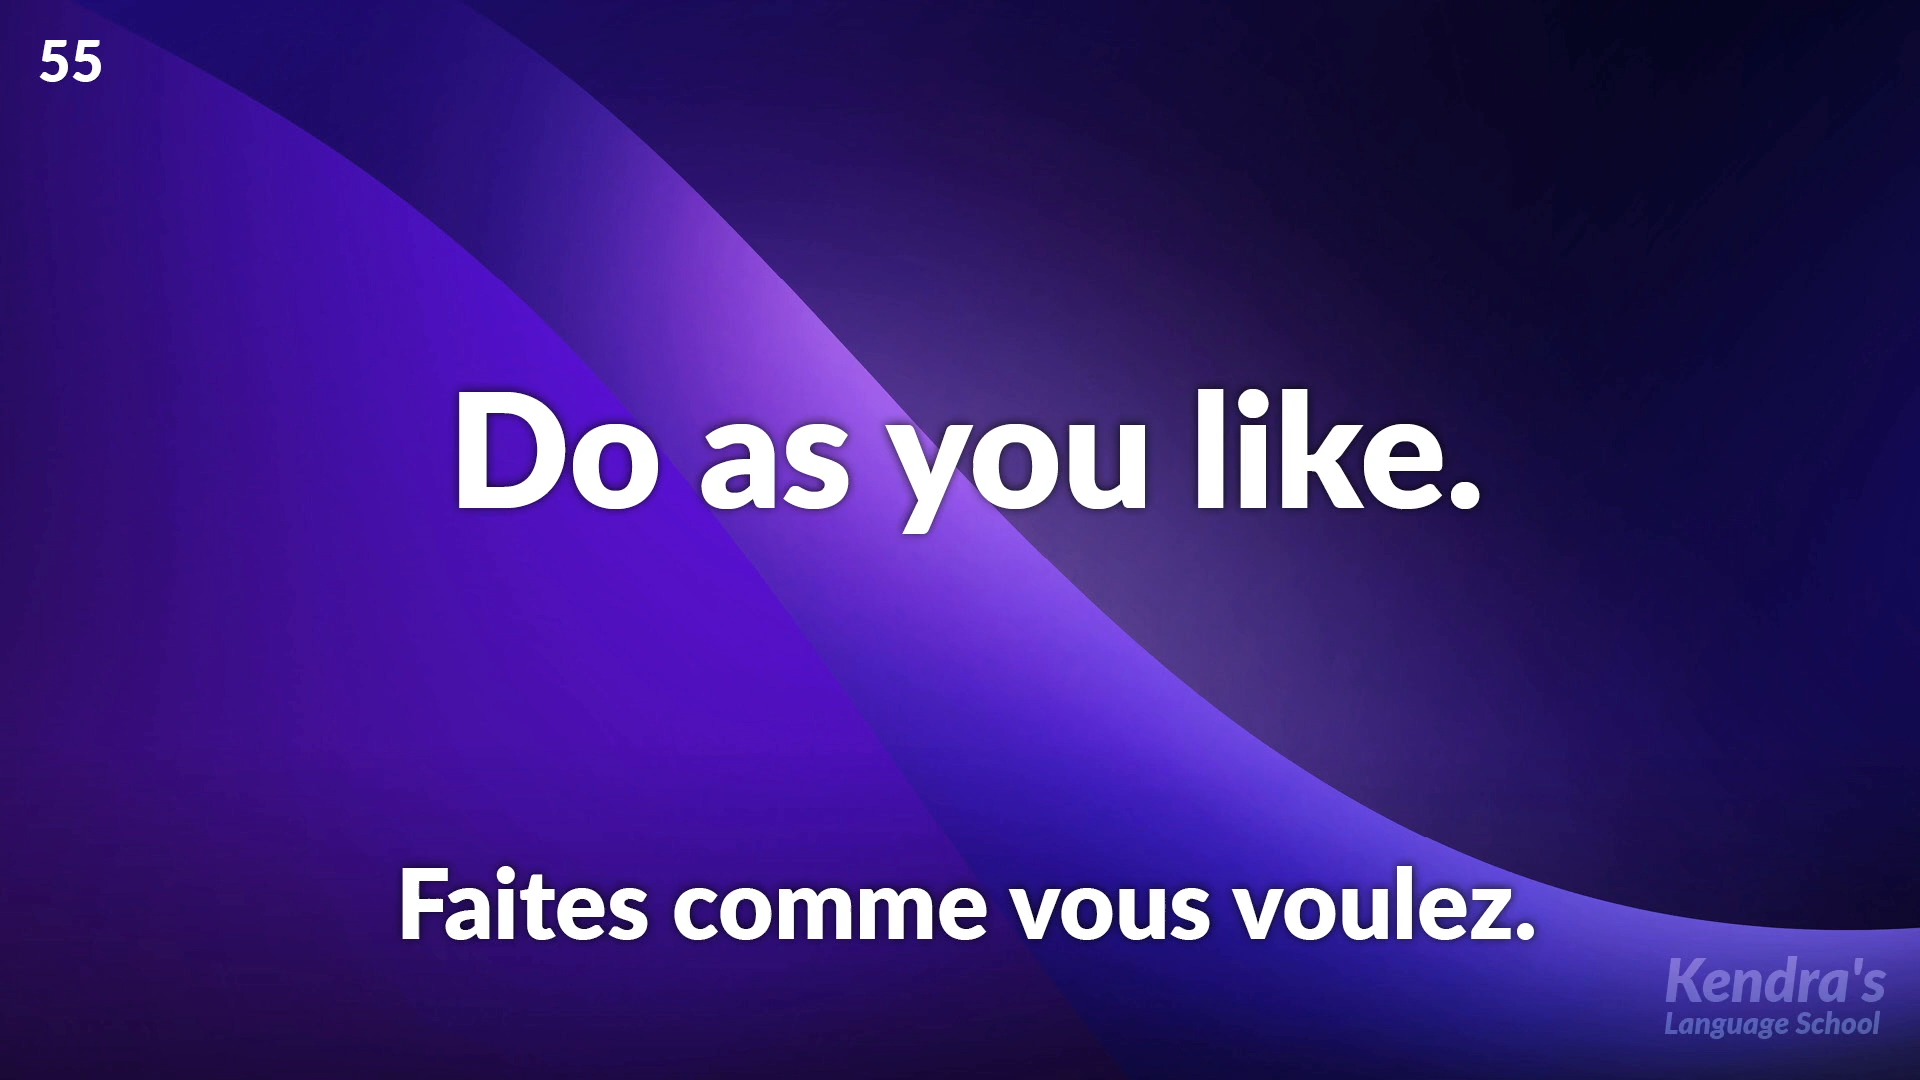 55
Do as you like.
Faites comme vous voulez.
Kendra's
Language School